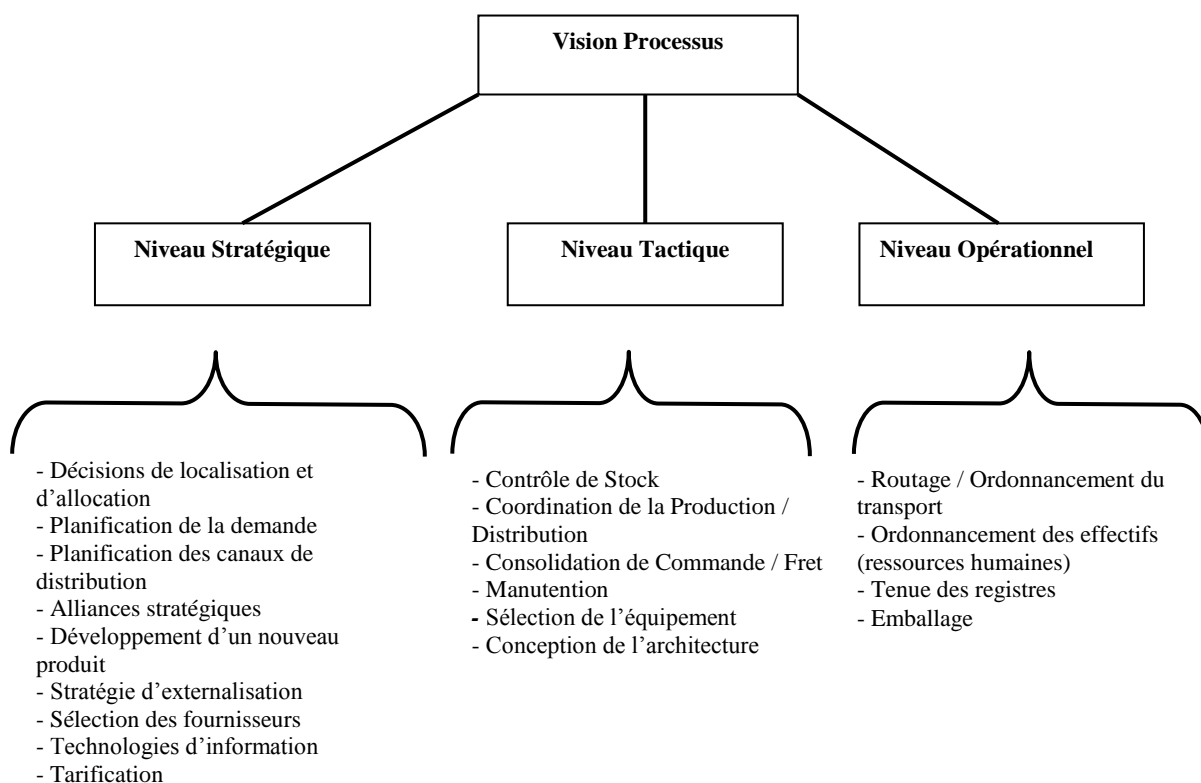 Vision Processus
Niveau Stratégique
Niveau Tactique
Niveau Opérationnel
- Décisions de localisation et
d’allocation
- Planification de la demande
- Planification des canaux de
distribution
- Alliances stratégiques
- Développement d’un nouveau
produit
- Stratégie d’externalisation
- Sélection des fournisseurs
- Technologies d’information
- Tarification
- Contrôle de Stock
- Coordination de la Production /
Distribution
- Consolidation de Commande / Fret
- Manutention
- Sélection de l’équipement
- Conception de l’architecture
- Routage / Ordonnancement du
transport
- Ordonnancement des effectifs
(ressources humaines)
- Tenue des registres
- Emballage